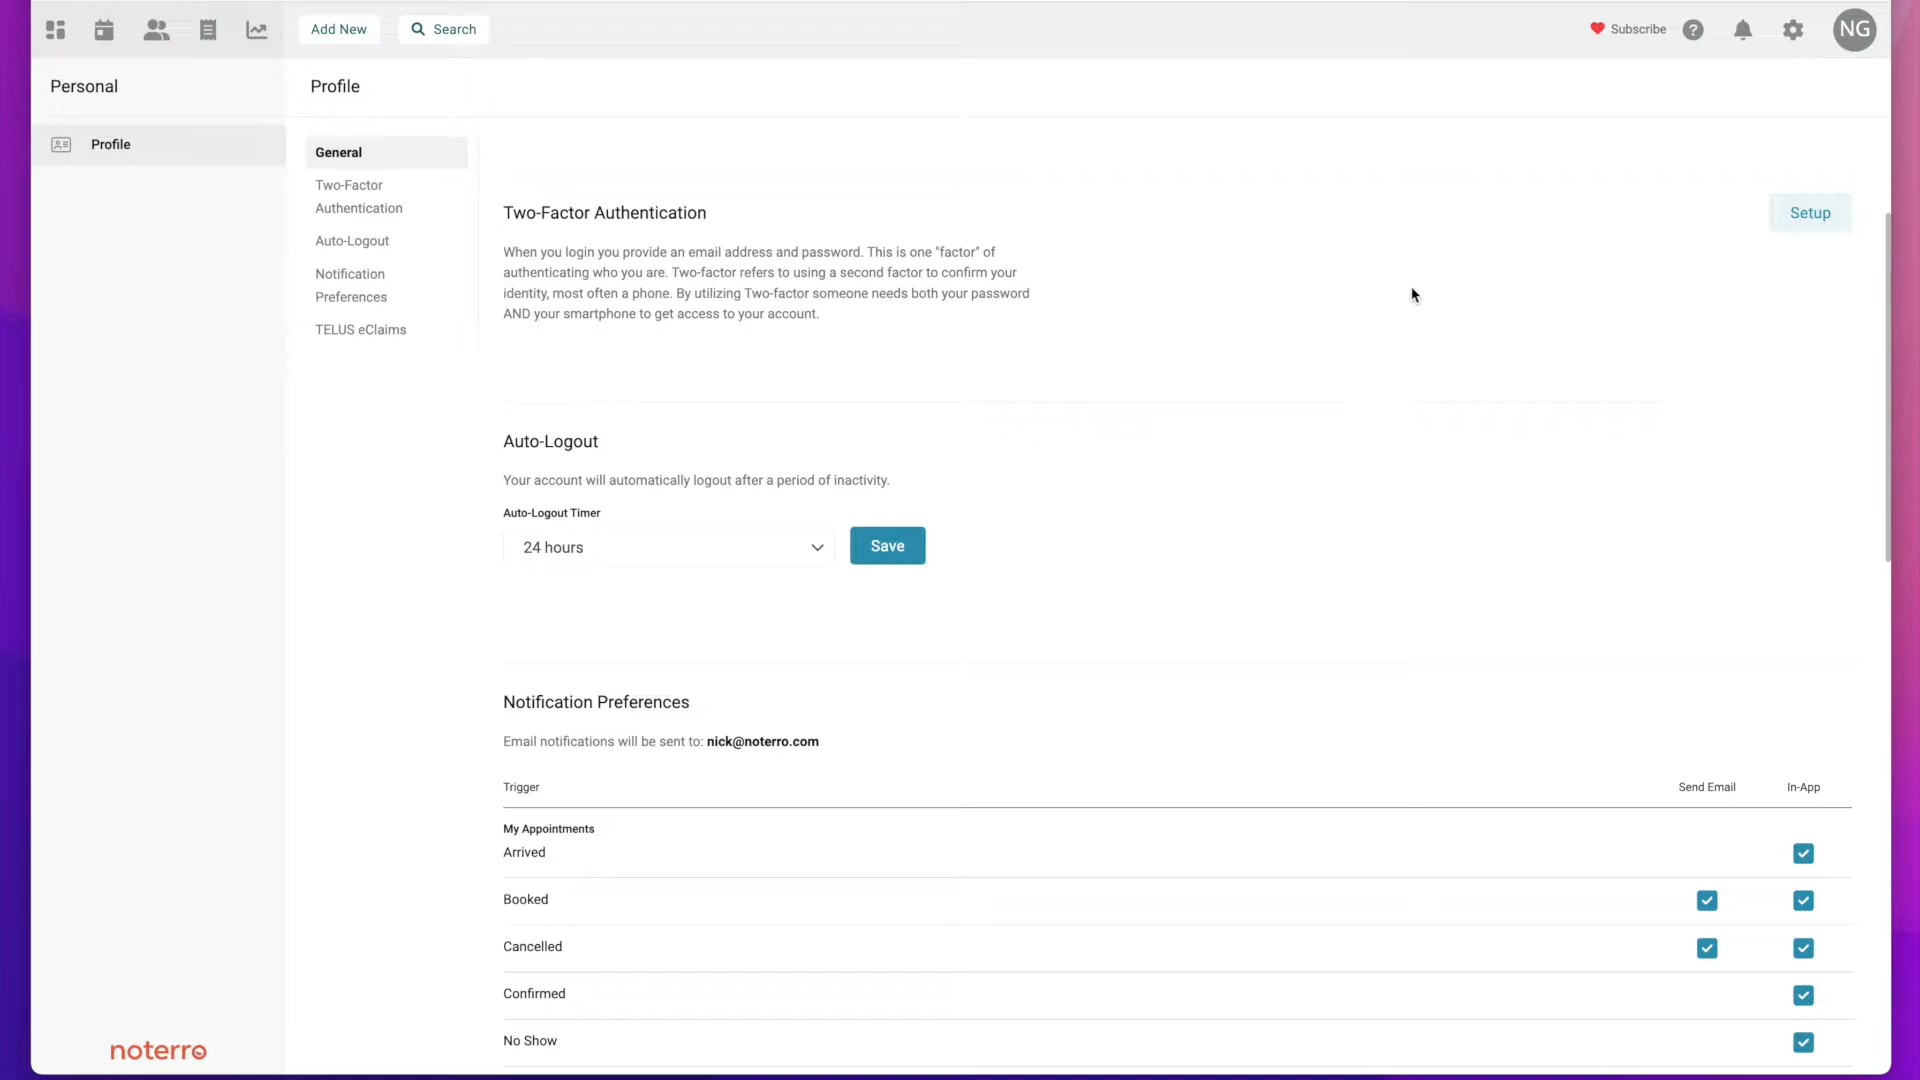 Add New
Search
Subscribe
?
NG
Personal
Profile
Profile
General
Two-Factor
Authentication
Auto-Logout
Notification
Preferences
TELUS eClaims
Two-Factor Authentication
Setup
When you login you provide an email address and password. This is one "factor" of
authenticating who you are. Two-factor refers to using a second factor to confirm your
identity, most often a phone. By utilizing Two-factor someone needs both your password
AND your smartphone to get access to your account.
Auto-Logout
Your account will automatically logout after a period of inactivity.
Auto-Logout Timer
24 hours
Save
Notification Preferences
Email notifications will be sent to: nick@noterro.com
Trigger Send Email In-App
My Appointments
Arrived
Booked
Cancelled
Confirmed
No Show
noterro